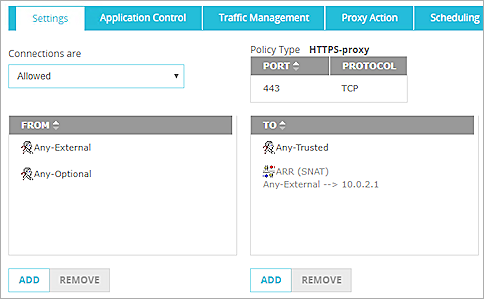 Settings
Application Control
Traffic Management
Proxy Action
Scheduling
Connections are
Allowed
Policy Type HTTPS-proxy
PORT PROTOCOL
443 TCP
FROM
Any-External
Any-Optional
TO
Any-Trusted
ARR (SNAT)
Any-External --> 10.0.2.1
ADD REMOVE
ADD REMOVE